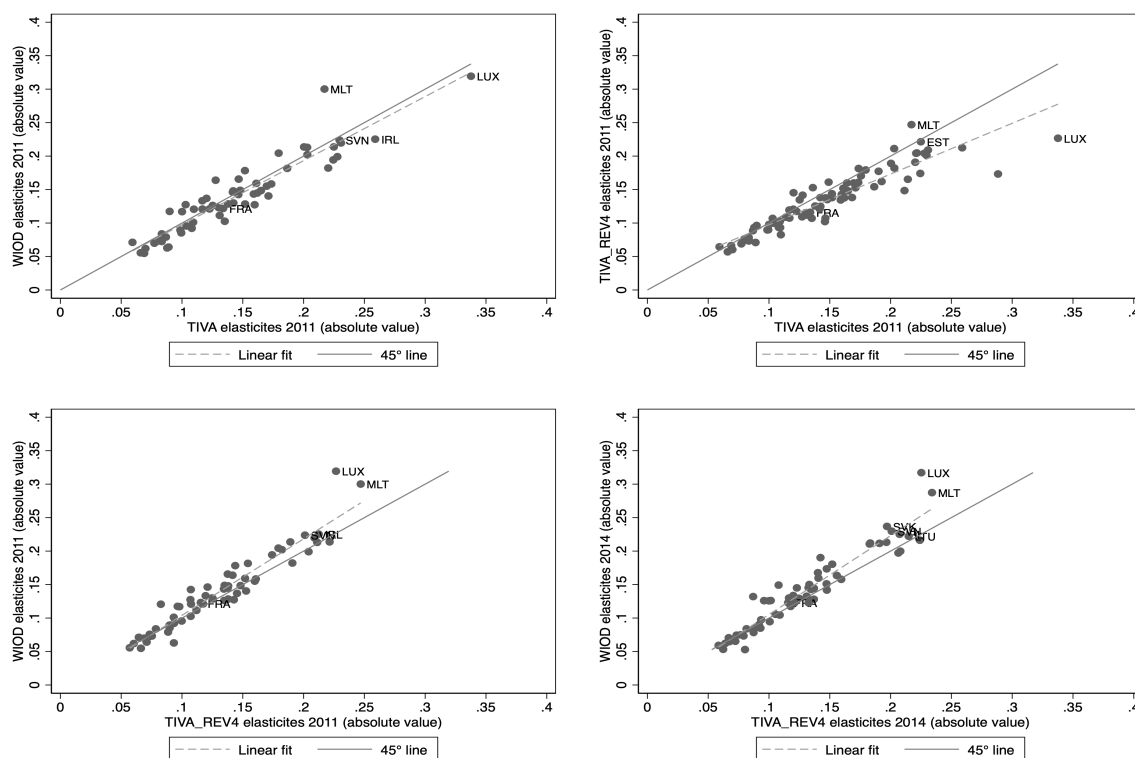 WIOD elasticites 2011 (absolute value)
.4
.35
.3
.25
.2
.15
.1
.05
0
MLT
LUX
SVN
IRL
FRA
0
.05
.1
.15
.2
.25
.3
.35
.4
TIVA elasticites 2011 (absolute value)
Linear fit
45º line
TIVA_REV4 elasticites 2011 (absolute value)
.4
.35
.3
.25
.2
.15
.1
.05
0
MLT
EST
LUX
FRA
0
.05
.1
.15
.2
.25
.3
.35
.4
TIVA elasticites 2011 (absolute value)
Linear fit
45º line
WIOD elasticites 2011 (absolute value)
.4
.35
.3
.25
.2
.15
.1
.05
0
LUX
MLT
FRA
0
.05
.1
.15
.2
.25
.3
.35
.4
TIVA_REV4 elasticites 2011 (absolute value)
Linear fit
45º line
WIOD elasticites 2014 (absolute value)
.4
.35
.3
.25
.2
.15
.1
.05
0
LUX
MLT
SVK
FRA
0
.05
.1
.15
.2
.25
.3
.35
.4
TIVA_REV4 elasticites 2014 (absolute value)
Linear fit
45º line